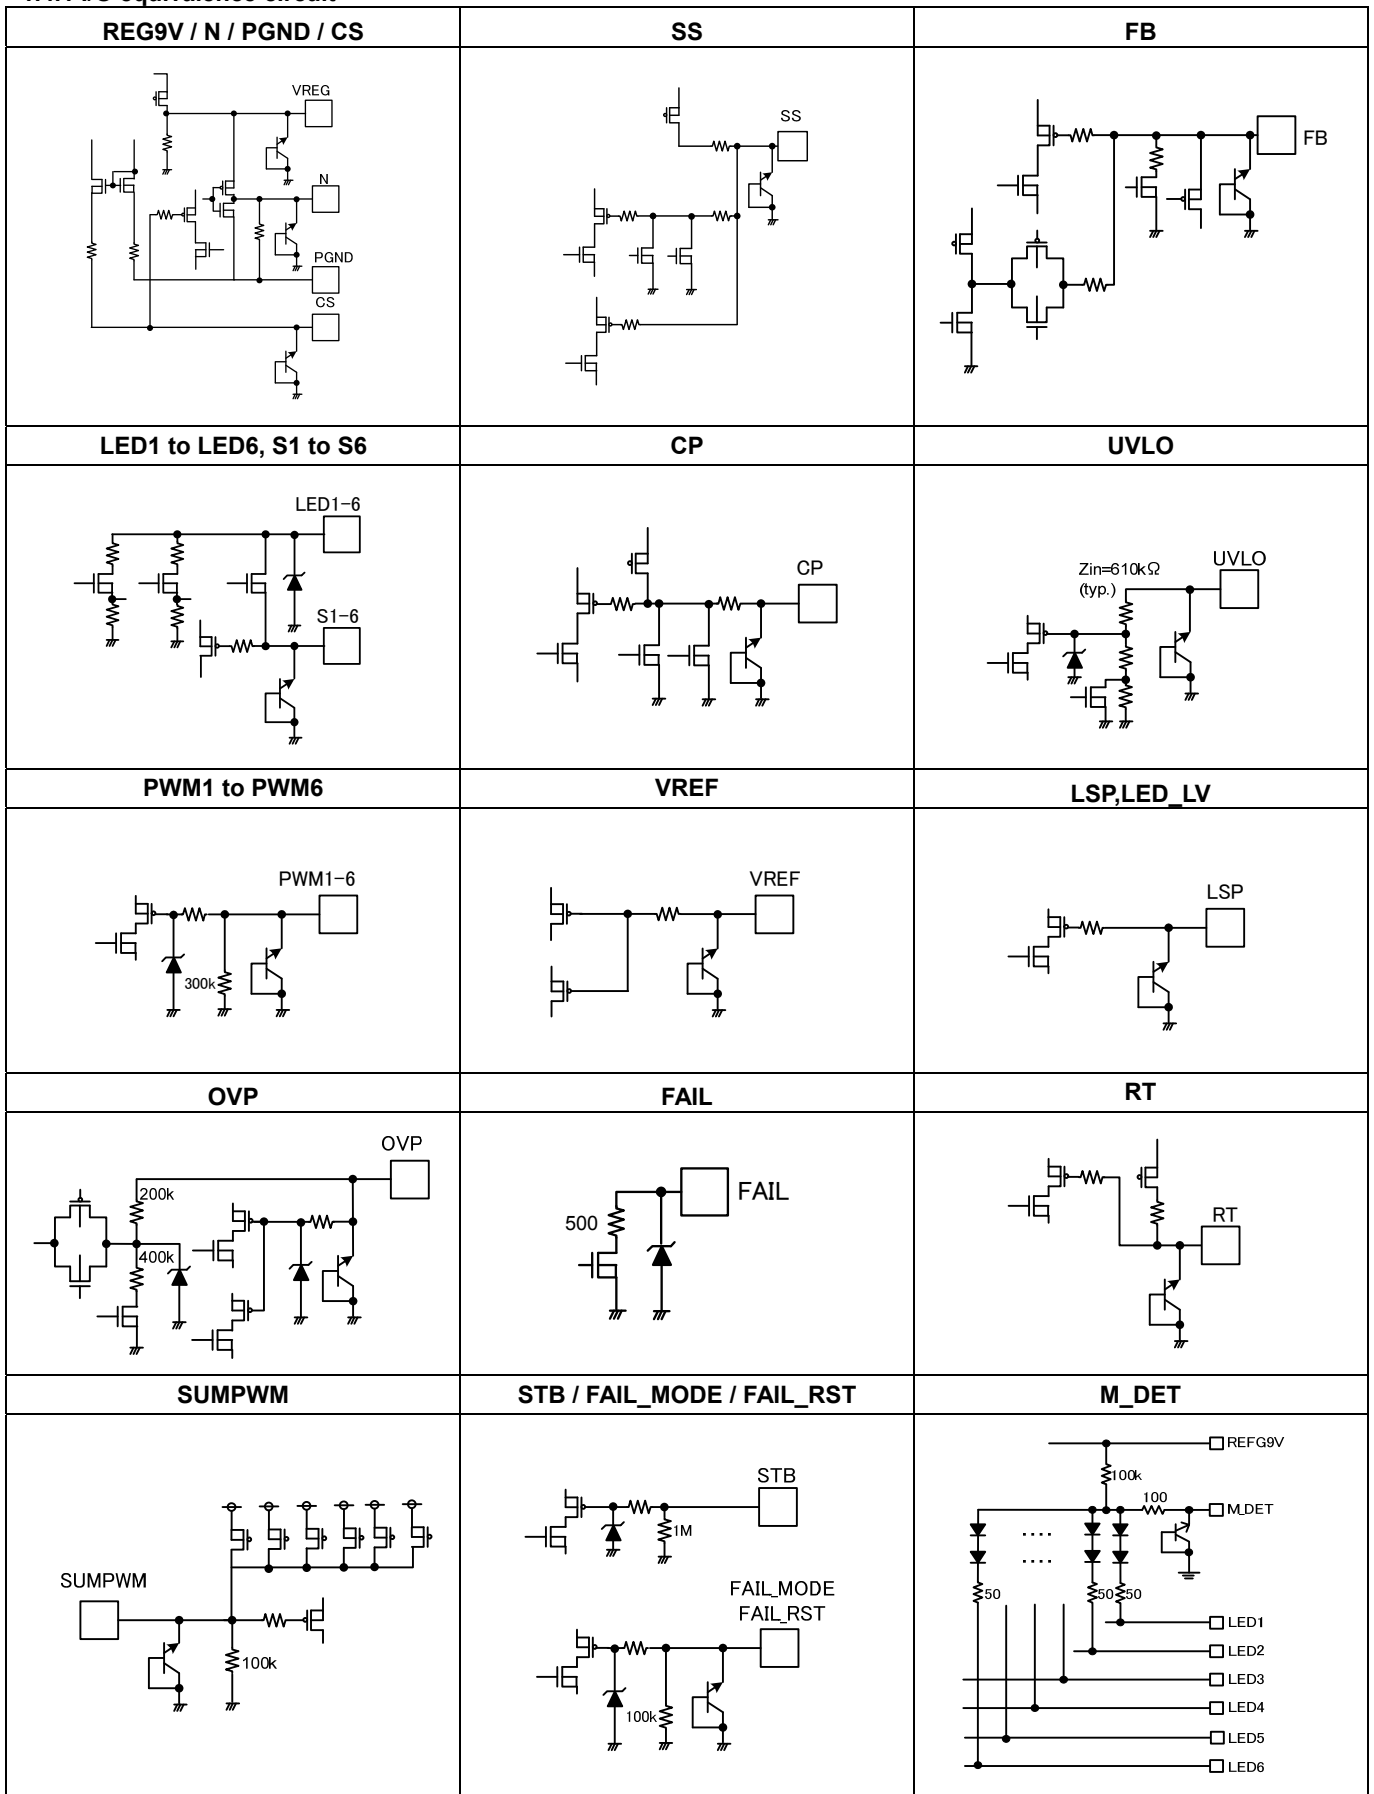 REG9V / N / PGND / CS
SS
FB
VREG
N
PGND
CS
SS
FB
LED1 to LED6, S1 to S6
CP
UVLO
LED1-6
S1-6
CP
Zin=610kΩ
(typ.)
UVLO
PWM1 to PWM6
VREF
LSP,LED_LV
PWM1-6
300k
VREF
LSP
OVP
FAIL
RT
OVP
200k
400k
500
FAIL
RT
SUMPWM
STB / FAIL_MODE / FAIL_RST
M_DET
SUMPWM
100k
STB
1M
FAIL_MODE
FAIL_RST
100k
REFG9V
100k
100
M_DET
....
....
50
50
50
LED1
LED2
LED3
LED4
LED5
LED6